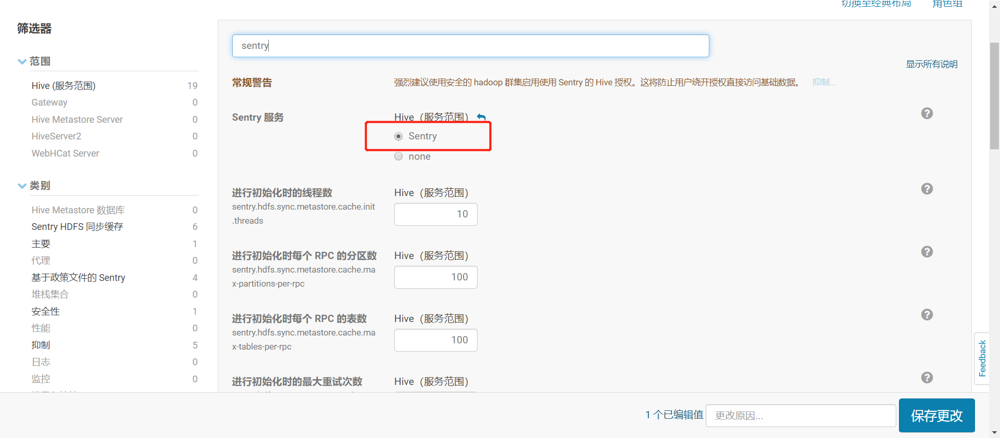 切换至经典布局
角色组
筛选器
范围
Hive (服务范围) 19
Gateway 0
Hive Metastore Server 0
HiveServer2 0
WebHCat Server 0
类别
Hive Metastore 数据库 0
Sentry HDFS 同步缓存 6
主要 1
代理 0
基于政策文件的 Sentry 4
堆栈集合 0
安全性 1
性能 0
抑制 5
日志 0
监控 0
sentry
显示所有说明
常规警告
强烈建议使用安全的 hadoop 群集启用使用 Sentry 的 Hive 授权。这将防止用户绕开授权直接访问基础数据。 抑制...
Sentry 服务
Hive（服务范围）
Sentry
none
进行初始化时的线程数
sentry.hdfs.sync.metastore.cache.init
.threads
Hive（服务范围）
10
进行初始化时每个 RPC 的分区数
sentry.hdfs.sync.metastore.cache.ma
x-partitions-per-rpc
Hive（服务范围）
100
进行初始化时每个 RPC 的表数
sentry.hdfs.sync.metastore.cache.ma
x-tables-per-rpc
Hive（服务范围）
100
进行初始化时的最大重试次数
Hive（服务范围）
Feedback
1 个已编辑值
更改原因...
保存更改